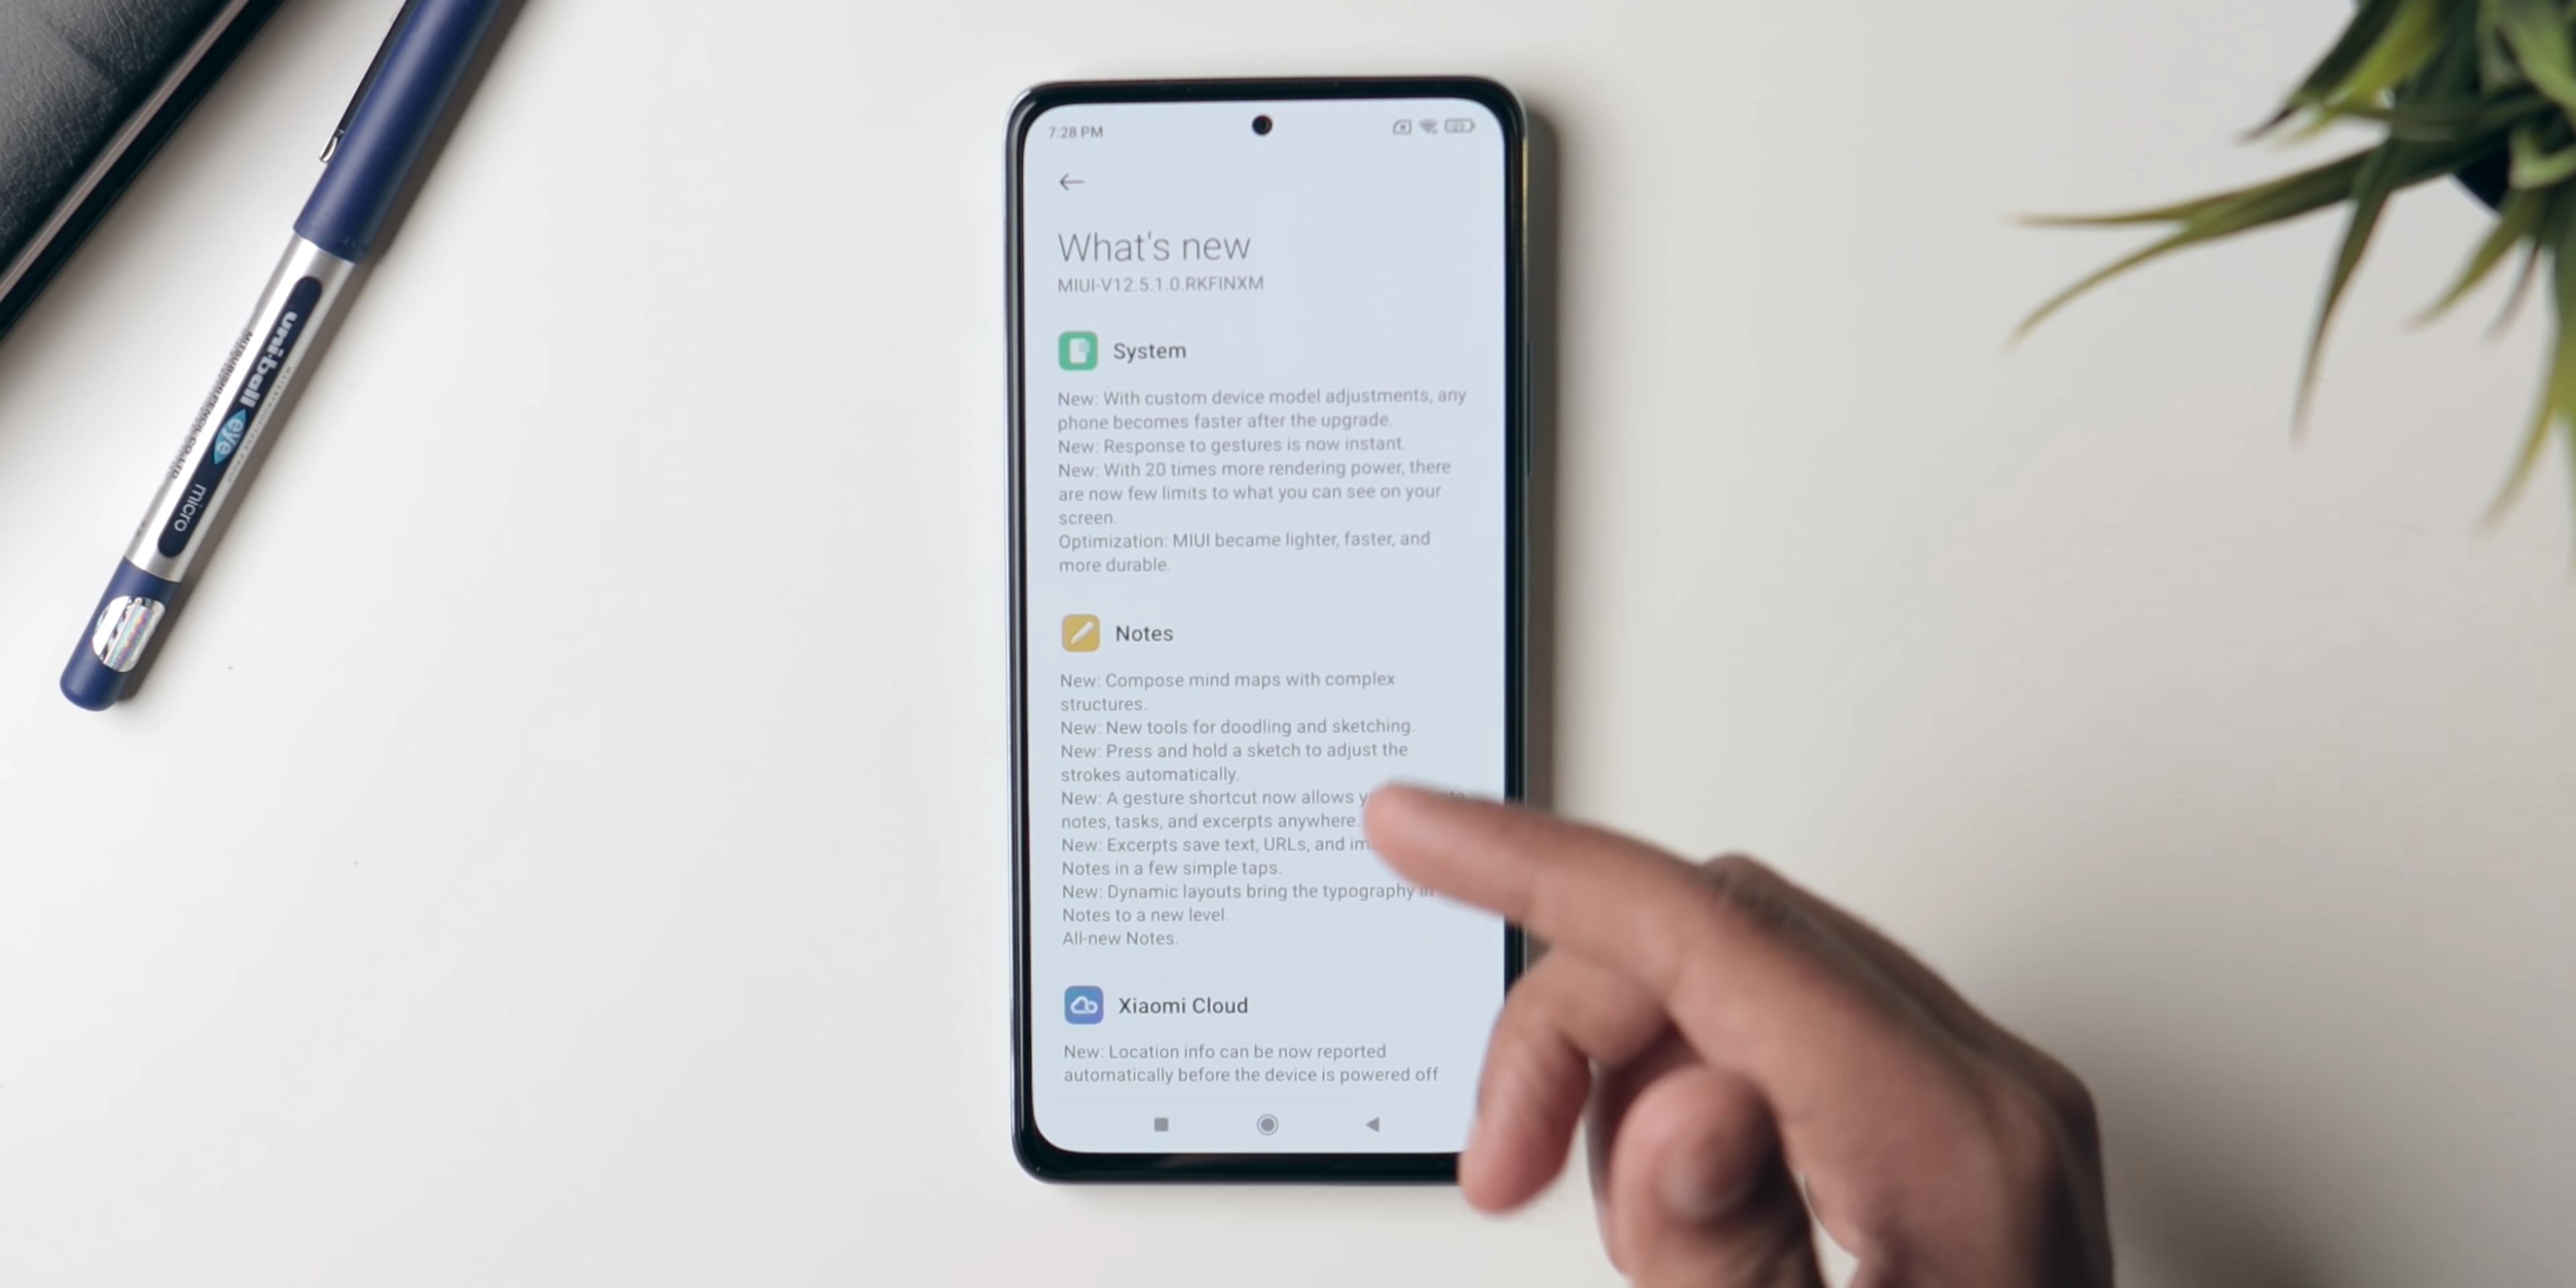 7:28 PM
What's new
MIUI-V12.5.1.0.RKFINXM
System
New: With custom device model adjustments, any
phone becomes faster after the upgrade.
New: Response to gestures is now instant.
New: With 20 times more rendering power, there
are now few limits to what you can see on your
screen.
Optimization: MIUI became lighter, faster, and
more durable.
Notes
New: Compose mind maps with complex
structures.
New: New tools for doodling and sketching.
New: Press and hold a sketch to adjust the
strokes automatically.
New: A gesture shortcut now allows
notes, tasks, and excerpts anywhere.
New: Excerpts save text, URLs, and
Notes in a few simple taps.
New: Dynamic layouts bring the typography in
Notes to a new level.
All-new Notes.
Xiaomi Cloud
New: Location info can be now reported
automatically before the device is powered off
uni-ball eye micro
MITSUBISHI PENCIL CO., LTD